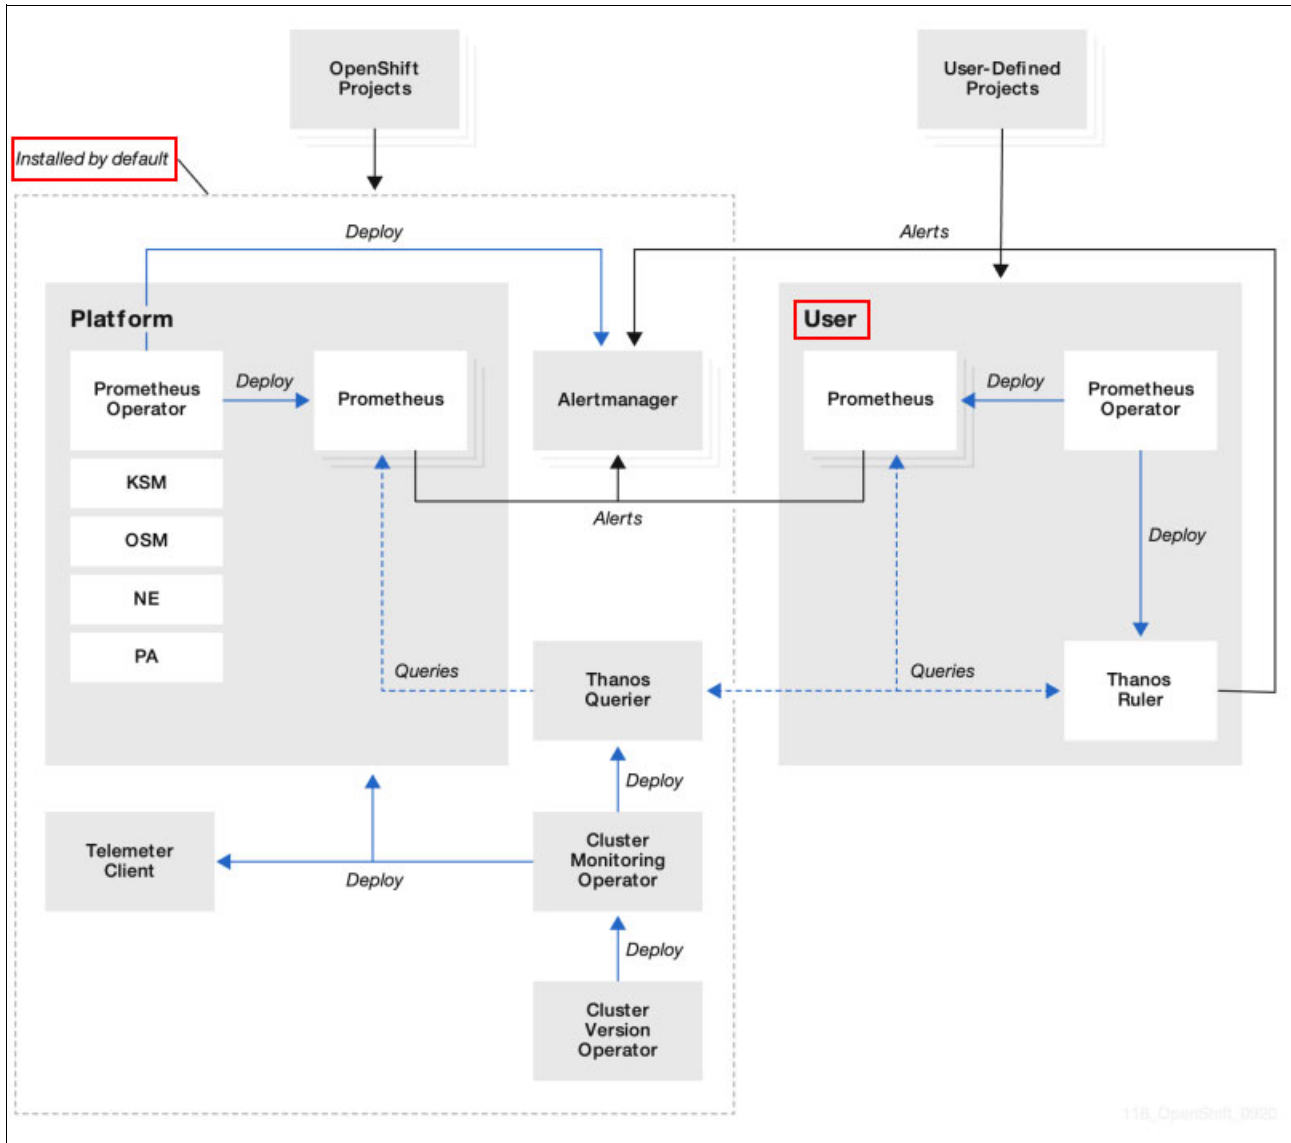 OpenShift
Projects
User-Defined
Projects
Installed by default
Deploy
Alerts
Platform
User
Prometheus
Operator
Deploy
Prometheus
Alertmanager
Prometheus
Deploy
Prometheus
Operator
KSM
OSM
NE
PA
Alerts
Deploy
Queries
Thanos
Querier
Queries
Thanos
Ruler
Deploy
Telemeter
Client
Deploy
Cluster
Monitoring
Operator
Deploy
Cluster
Version
Operator
118_OpenShift_0920